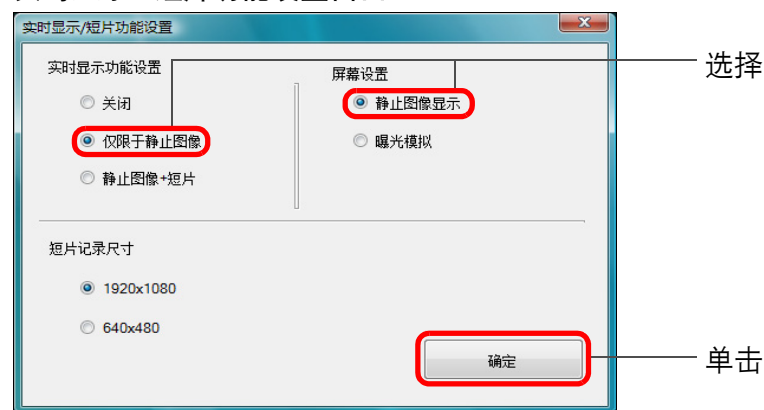 实时显示/短片功能设置
实时显示功能设置
关闭
仅限于静止图像
静止图像+短片
屏幕设置
静止图像显示
曝光模拟
选择
短片记录尺寸
1920x1080
640x480
确定
单击